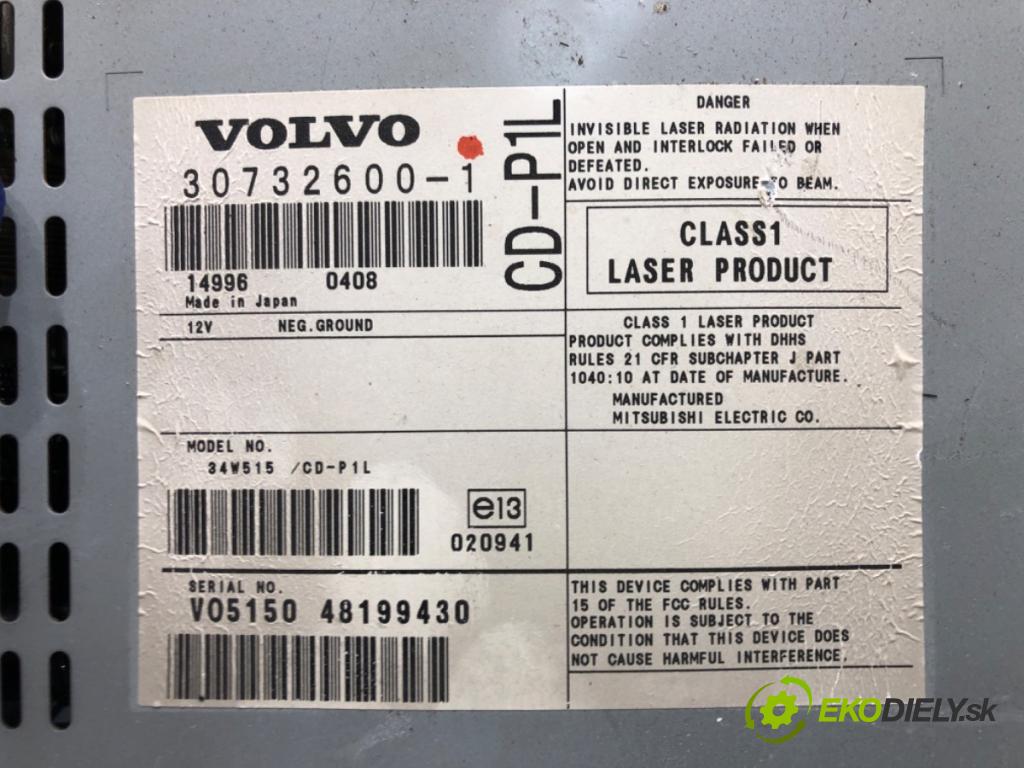 VOLVO
30732600-1
14996 0408
Made in Japan
CD-P1L
12V NEG.GROUND
MODEL NO.
34W515 /CD-P1L
e13
020941
SERIAL NO.
VO5150 48199430
DANGER
INVISIBLE LASER RADIATION WHEN
OPEN AND INTERLOCK FAILED OR
DEFEATED.
AVOID DIRECT EXPOSURE TO BEAM.
CLASS1
LASER PRODUCT
CLASS 1 LASER PRODUCT
PRODUCT COMPLIES WITH DHHS
RULES 21 CFR SUBCHAPTER J PART
1040:10 AT DATE OF MANUFACTURE.
MANUFACTURED
MITSUBISHI ELECTRIC CO.
THIS DEVICE COMPLIES WITH PART
15 OF THE FCC RULES.
OPERATION IS SUBJECT TO THE
CONDITION THAT THIS DEVICE DOES
NOT CAUSE HARMFUL INTERFERENCE.
EKODIELY.sk